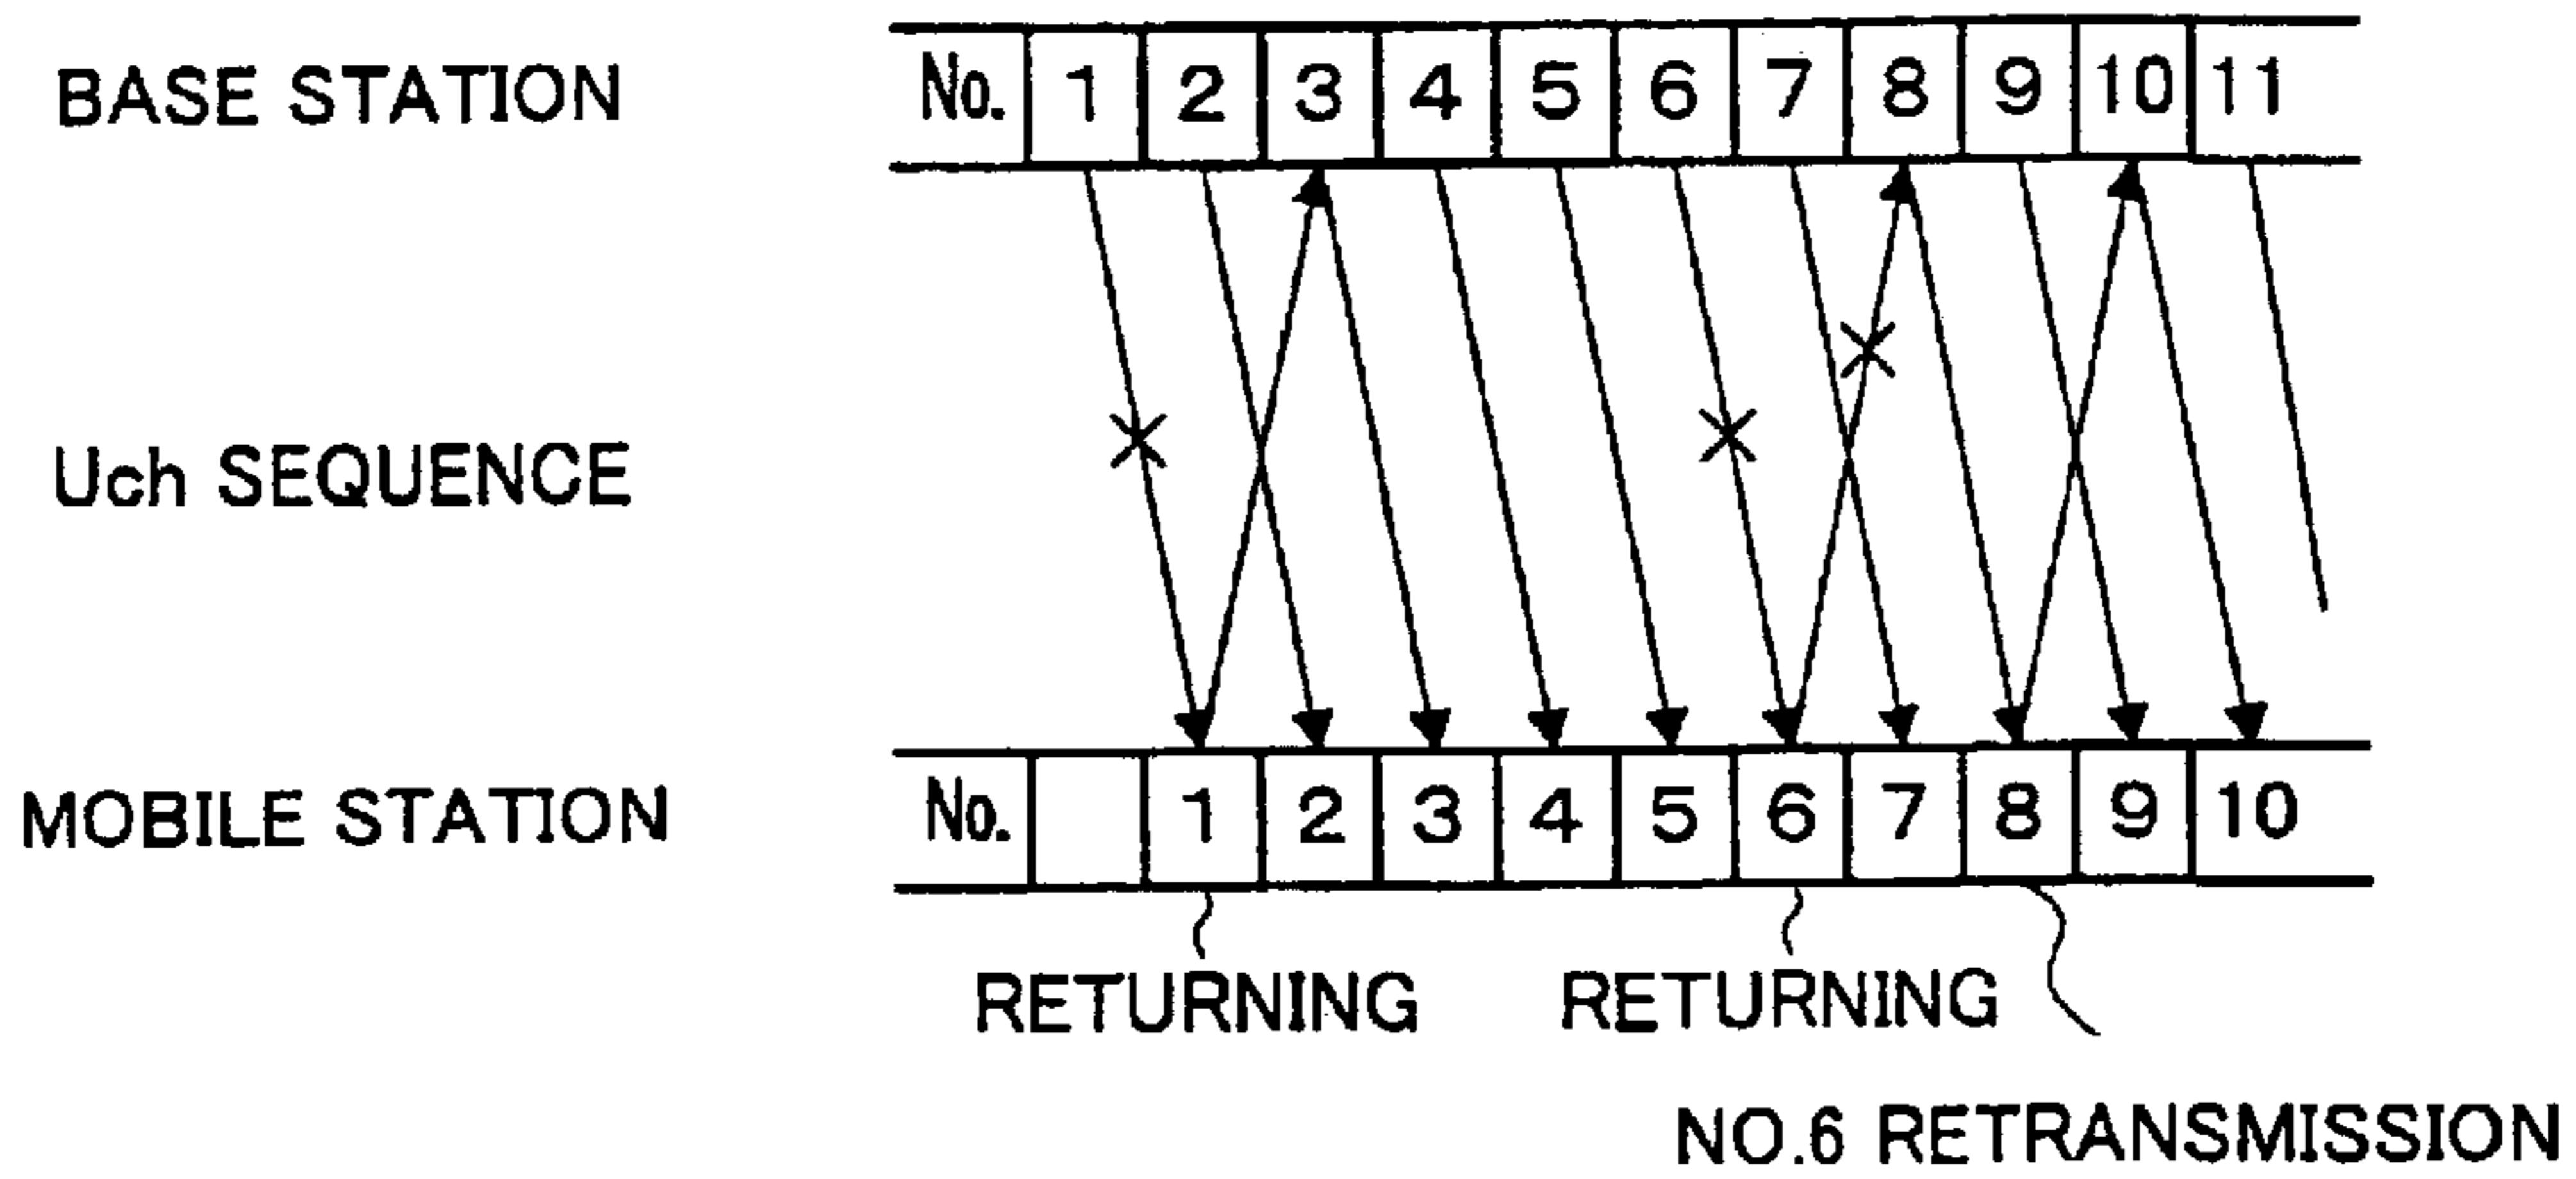 BASE STATION No. 1 2 3 4 5 6 7 8 9 10 11
Uch SEQUENCE
MOBILE STATION No. 1 2 3 4 5 6 7 8 9 10
RETURNING RETURNING
NO.6 RETRANSMISSION